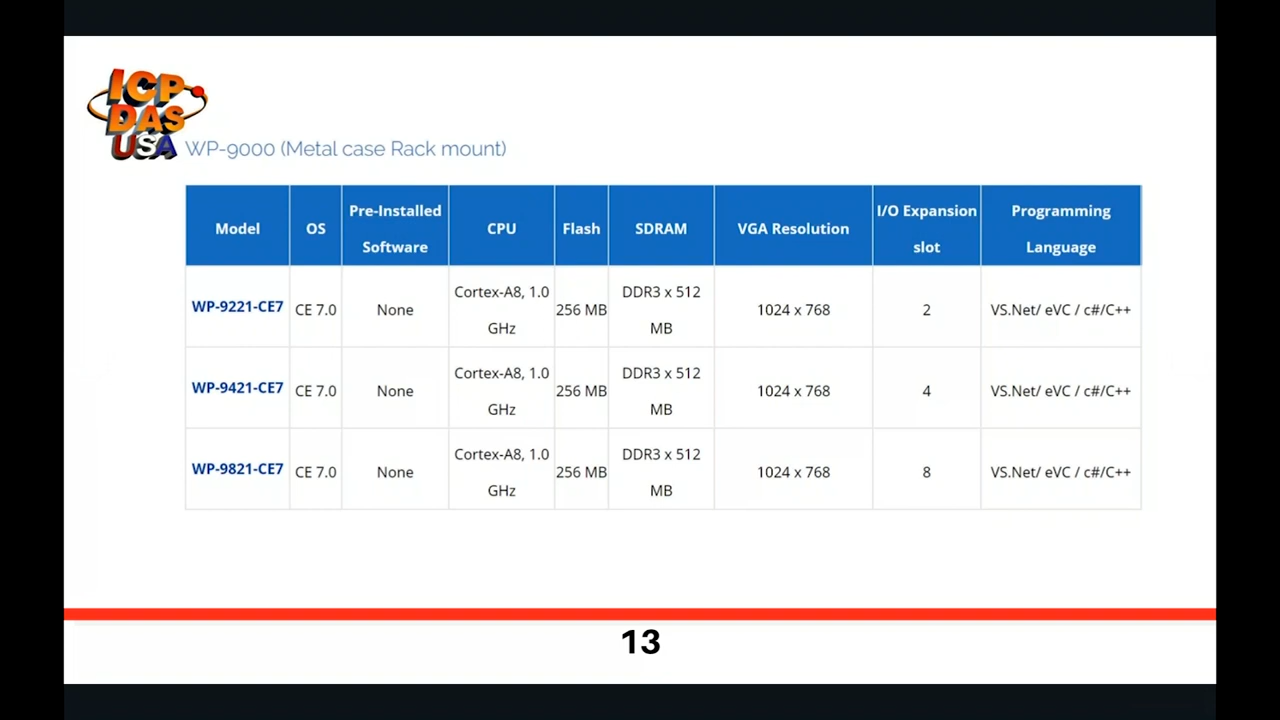 ICP
DAS
USA
WP-9000 (Metal case Rack mount)
Model OS Pre-Installed Software CPU Flash SDRAM VGA Resolution I/O Expansion slot Programming Language
WP-9221-CE7 CE 7.0 None Cortex-A8, 1.0 GHz 256 MB DDR3 x 512 MB 1024 x 768 2 VS.Net/ eVC / c#/C++
WP-9421-CE7 CE 7.0 None Cortex-A8, 1.0 GHz 256 MB DDR3 x 512 MB 1024 x 768 4 VS.Net/ eVC / c#/C++
WP-9821-CE7 CE 7.0 None Cortex-A8, 1.0 GHz 256 MB DDR3 x 512 MB 1024 x 768 8 VS.Net/ eVC / c#/C++
13